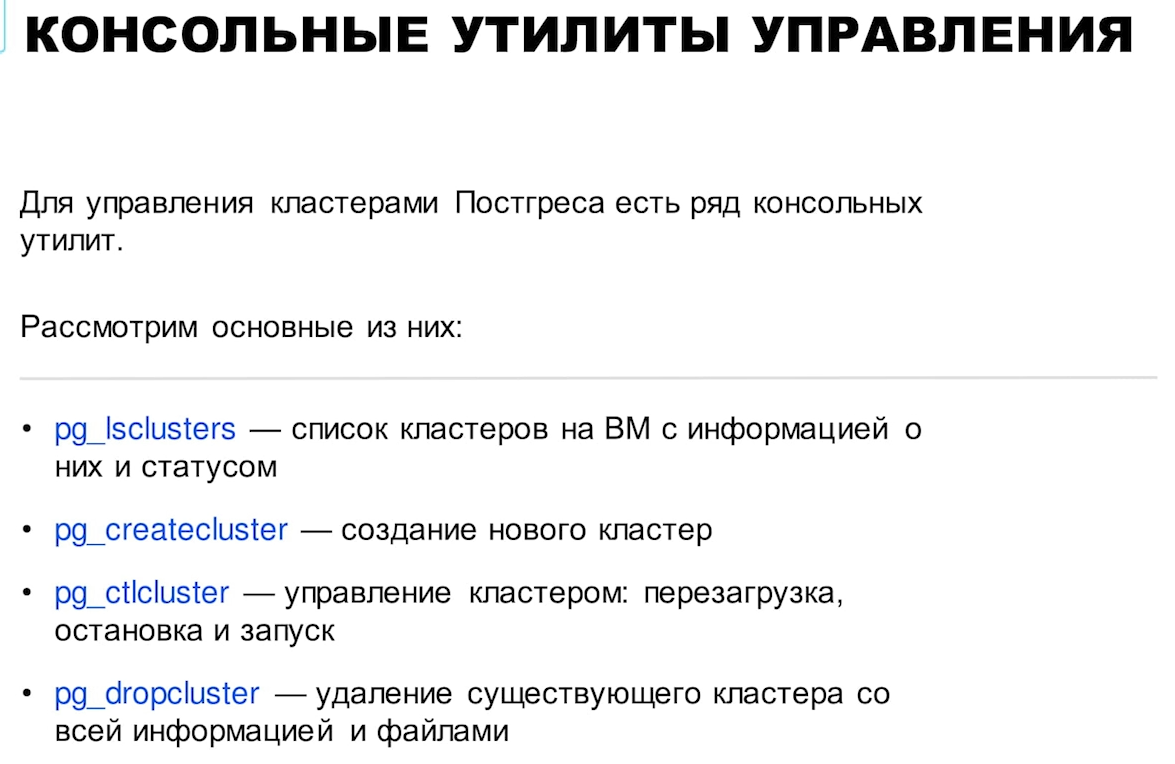 КОНСОЛЬНЫЕ УТИЛИТЫ УПРАВЛЕНИЯ
Для управления кластерами Постгреса есть ряд консольных
утилит.
Рассмотрим основные из них:
• pg_lsclusters — список кластеров на ВМ с информацией о
них и статусом
• pg_createcluster — создание нового кластер
• pg_ctlcluster — управление кластером: перезагрузка,
остановка и запуск
• pg_dropcluster — удаление существующего кластера со
всей информацией и файлами